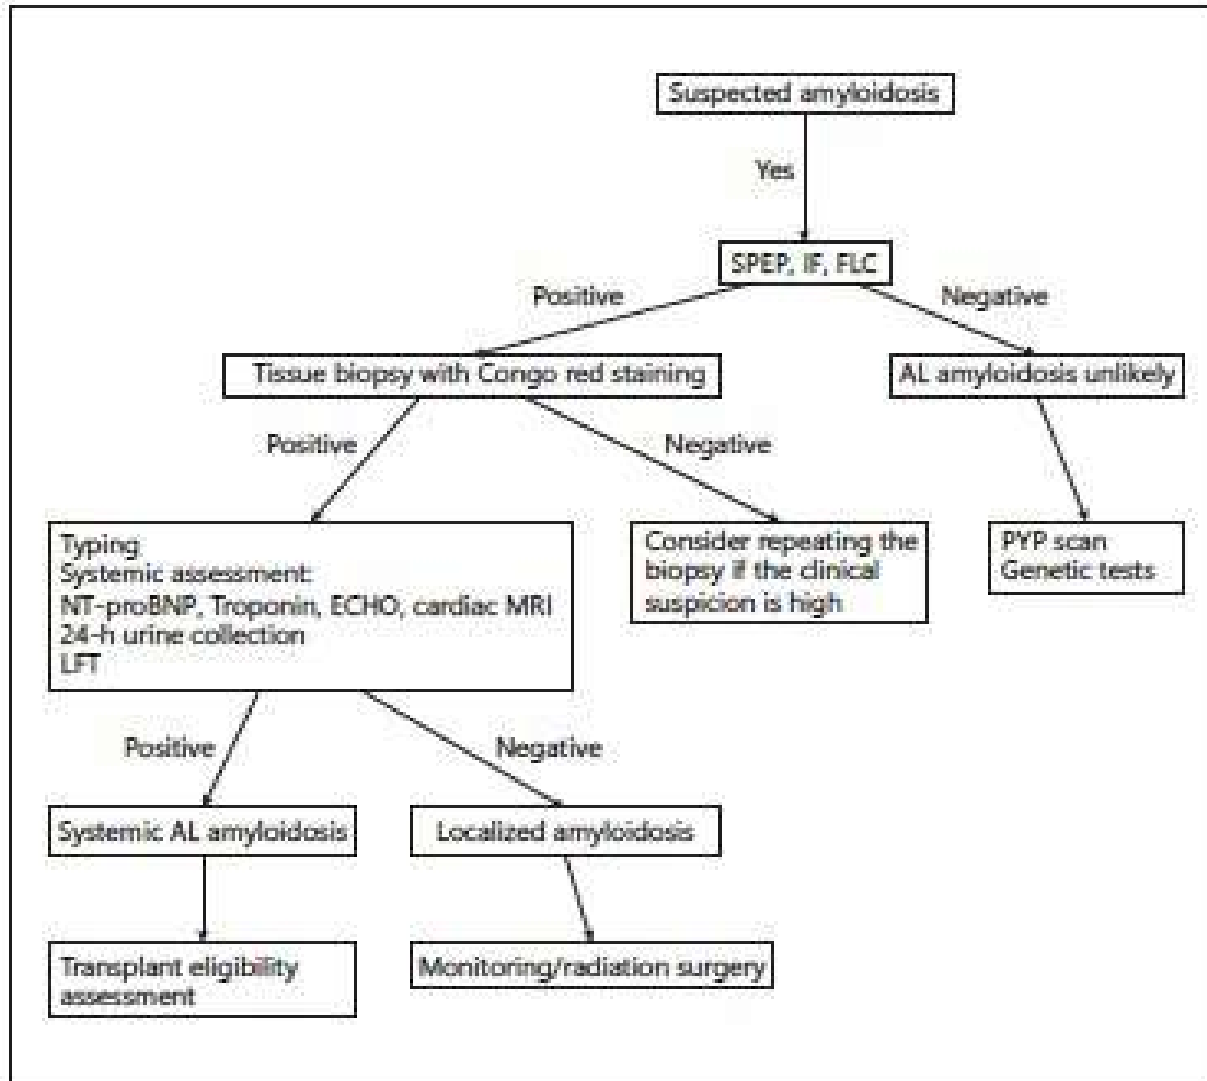 Suspected amyloidosis
Yes
SPEP, IF, FLC
Positive
Negative
Tissue biopsy with Congo red staining
AL amyloidosis unlikely
Positive
Negative
Typing
Systemic assessment:
NT-proBNP, Troponin, ECHO, cardiac MRI
24-h urine collection
LFT
Consider repeating the
biopsy if the clinical
suspicion is high
PYP scan
Genetic tests
Positive
Negative
Systemic AL amyloidosis
Localized amyloidosis
Transplant eligibility
assessment
Monitoring/radiation surgery